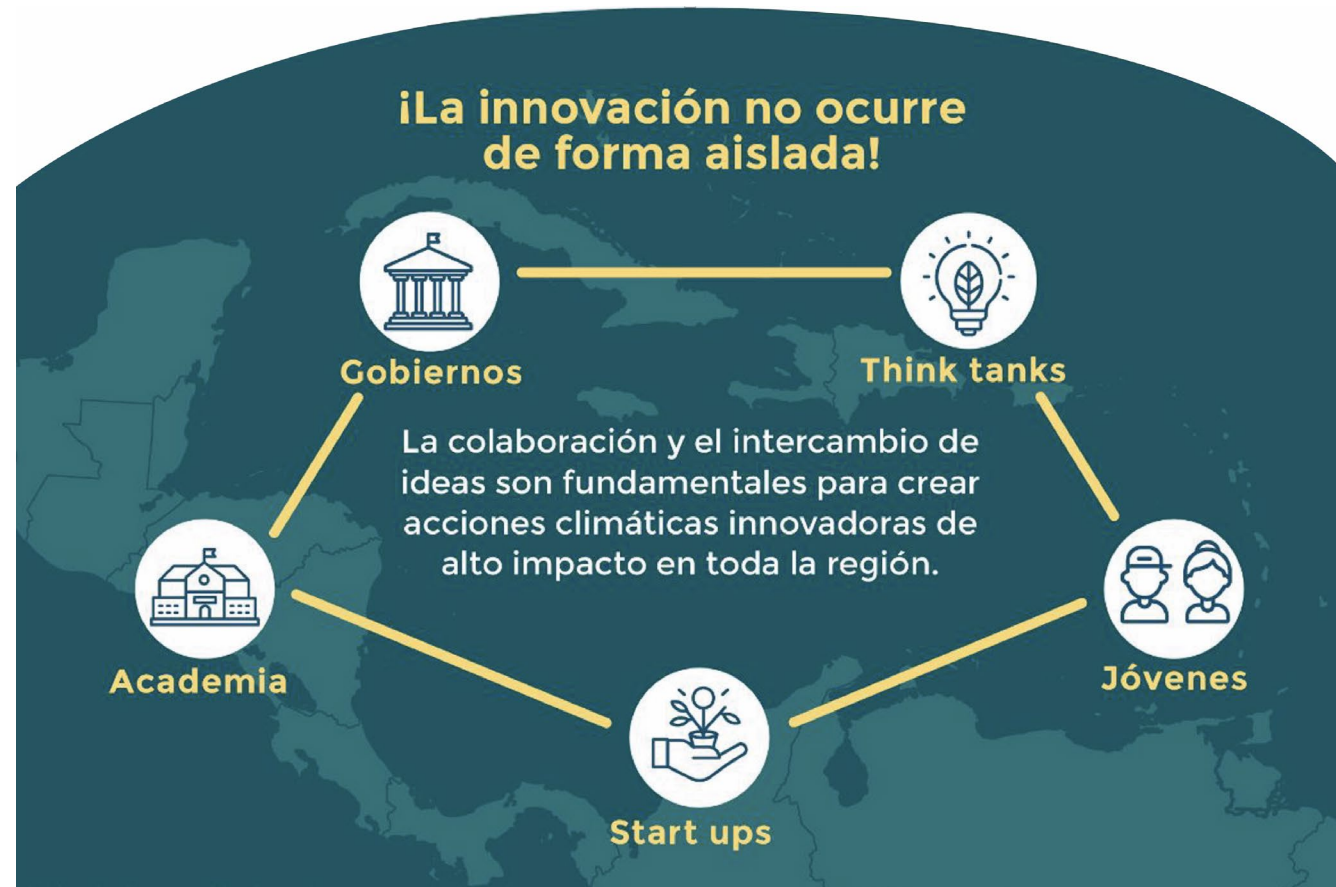 ¡La innovación no ocurre
de forma aislada!
Gobiernos
Think tanks
La colaboración y el intercambio de
ideas son fundamentales para crear
acciones climáticas innovadoras de
alto impacto en toda la región.
Academia
Jóvenes
Start ups